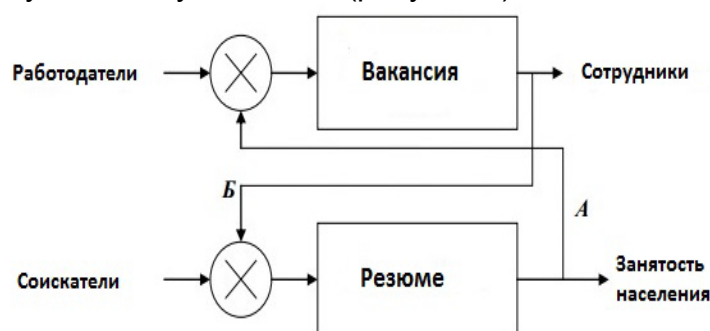 Работодатели
Вакансия
Сотрудники
Б
А
Соискатели
Резюме
Занятость
населения